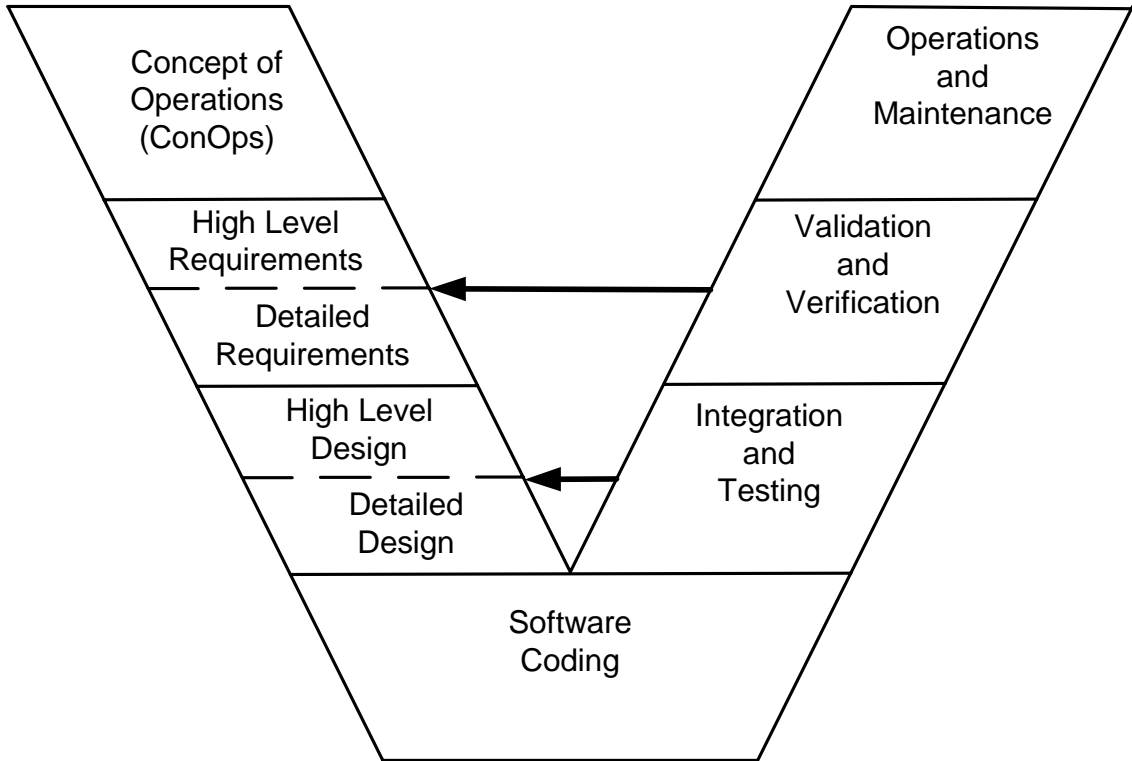 Concept of
Operations
(ConOps)
High Level
Requirements
Detailed
Requirements
High Level
Design
Detailed
Design
Software
Coding
Integration
and
Testing
Validation
and
Verification
Operations
and
Maintenance